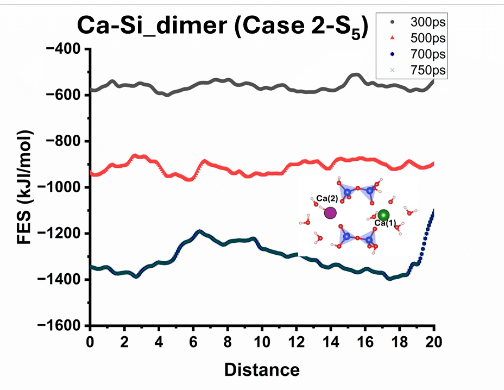 Ca-Si_dimer (Case 2-S₅)
300ps
500ps
700ps
750ps
FES (kJl/mol)
−400
−600
−800
−1000
−1200
−1400
−1600
Ca(2)
Ca(1)
0 2 4 6 8 10 12 14 16 18 20
Distance